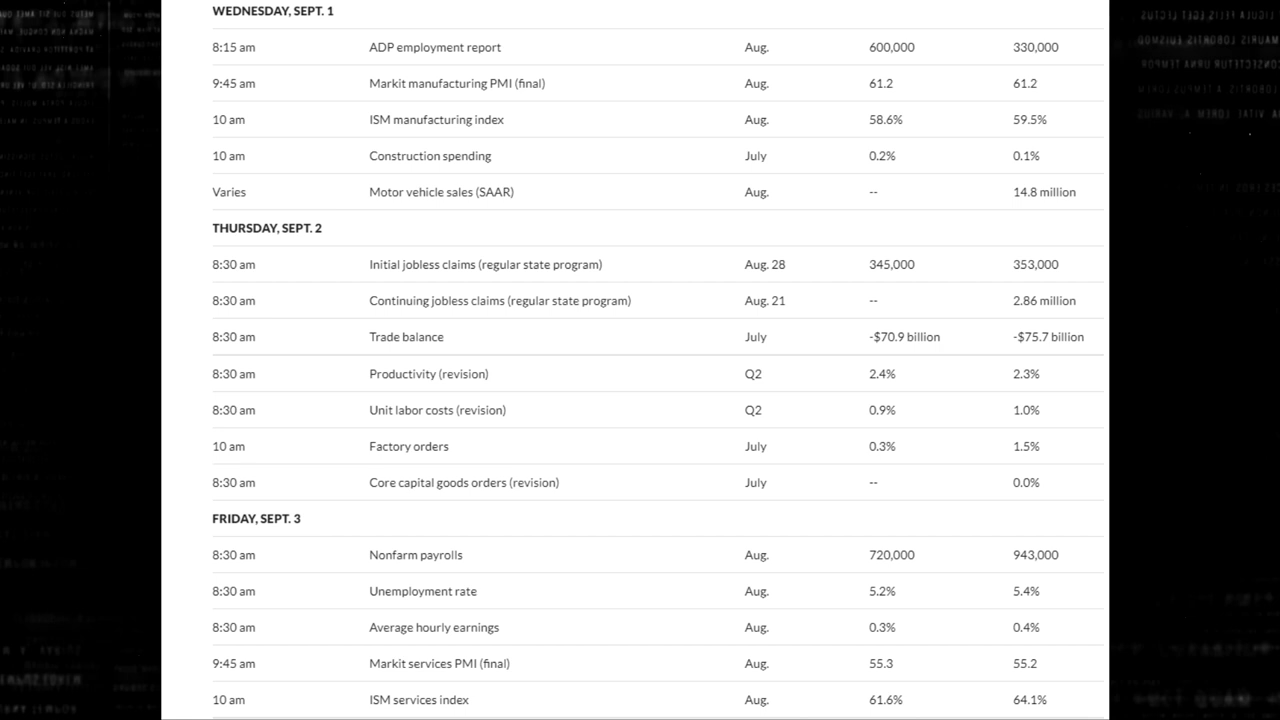 WEDNESDAY, SEPT. 1
8:15 am ADP employment report Aug. 600,000 330,000
9:45 am Markit manufacturing PMI (final) Aug. 61.2 61.2
10 am ISM manufacturing index Aug. 58.6% 59.5%
10 am Construction spending July 0.2% 0.1%
Varies Motor vehicle sales (SAAR) Aug. -- 14.8 million
THURSDAY, SEPT. 2
8:30 am Initial jobless claims (regular state program) Aug. 28 345,000 353,000
8:30 am Continuing jobless claims (regular state program) Aug. 21 -- 2.86 million
8:30 am Trade balance July -$70.9 billion -$75.7 billion
8:30 am Productivity (revision) Q2 2.4% 2.3%
8:30 am Unit labor costs (revision) Q2 0.9% 1.0%
10 am Factory orders July 0.3% 1.5%
8:30 am Core capital goods orders (revision) July -- 0.0%
FRIDAY, SEPT. 3
8:30 am Nonfarm payrolls Aug. 720,000 943,000
8:30 am Unemployment rate Aug. 5.2% 5.4%
8:30 am Average hourly earnings Aug. 0.3% 0.4%
9:45 am Markit services PMI (final) Aug. 55.3 55.2
10 am ISM services index Aug. 61.6% 64.1%